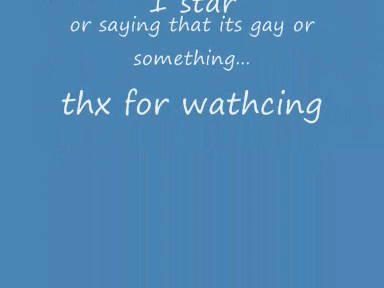 1 star
or saying that its gay or
something...
thx for wathcing